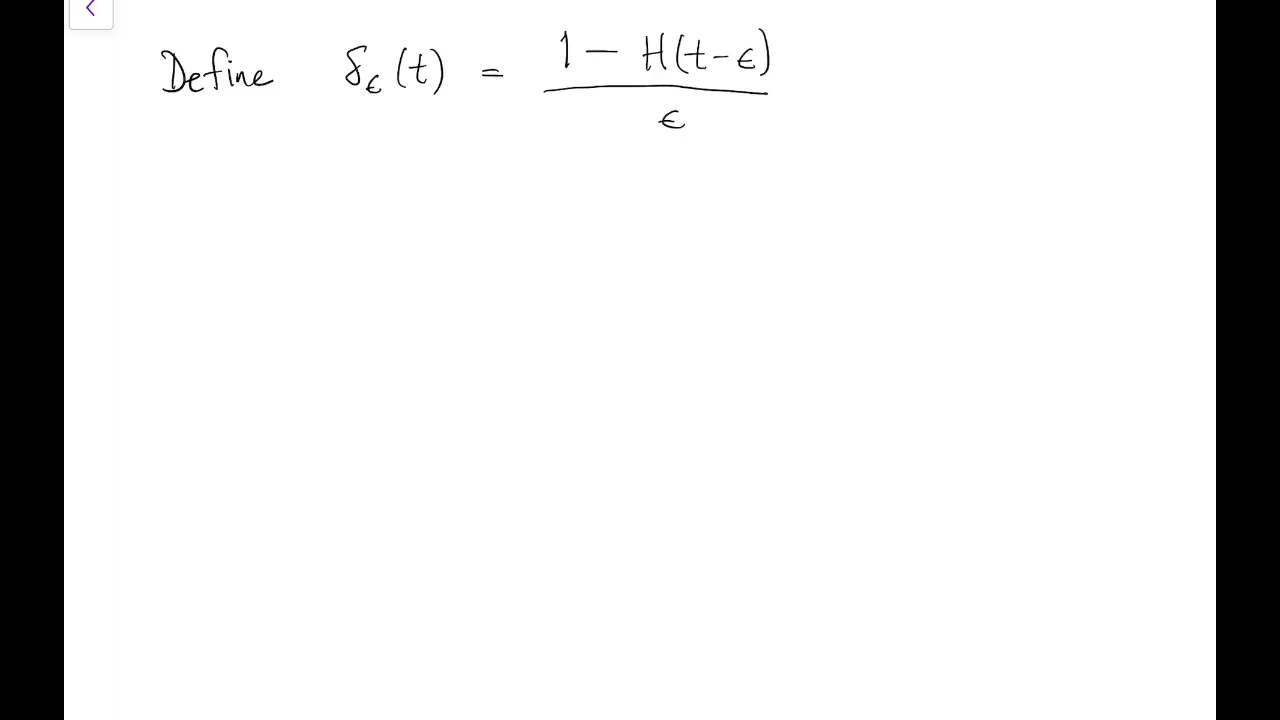 Define δ_ϵ(t) = (1 − H(t−ϵ)) / ϵ